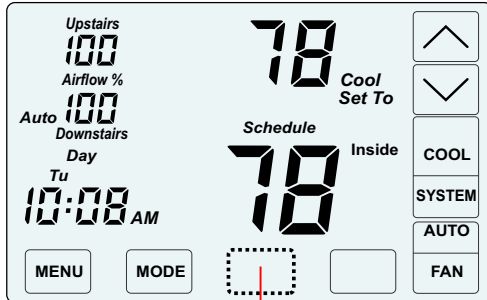 Upstairs
100
Airflow %
Auto 100
Downstairs
Day
Tu
10:08 AM
78
Cool
Set To
Schedule
Inside
78
COOL
SYSTEM
AUTO
FAN
MENU
MODE